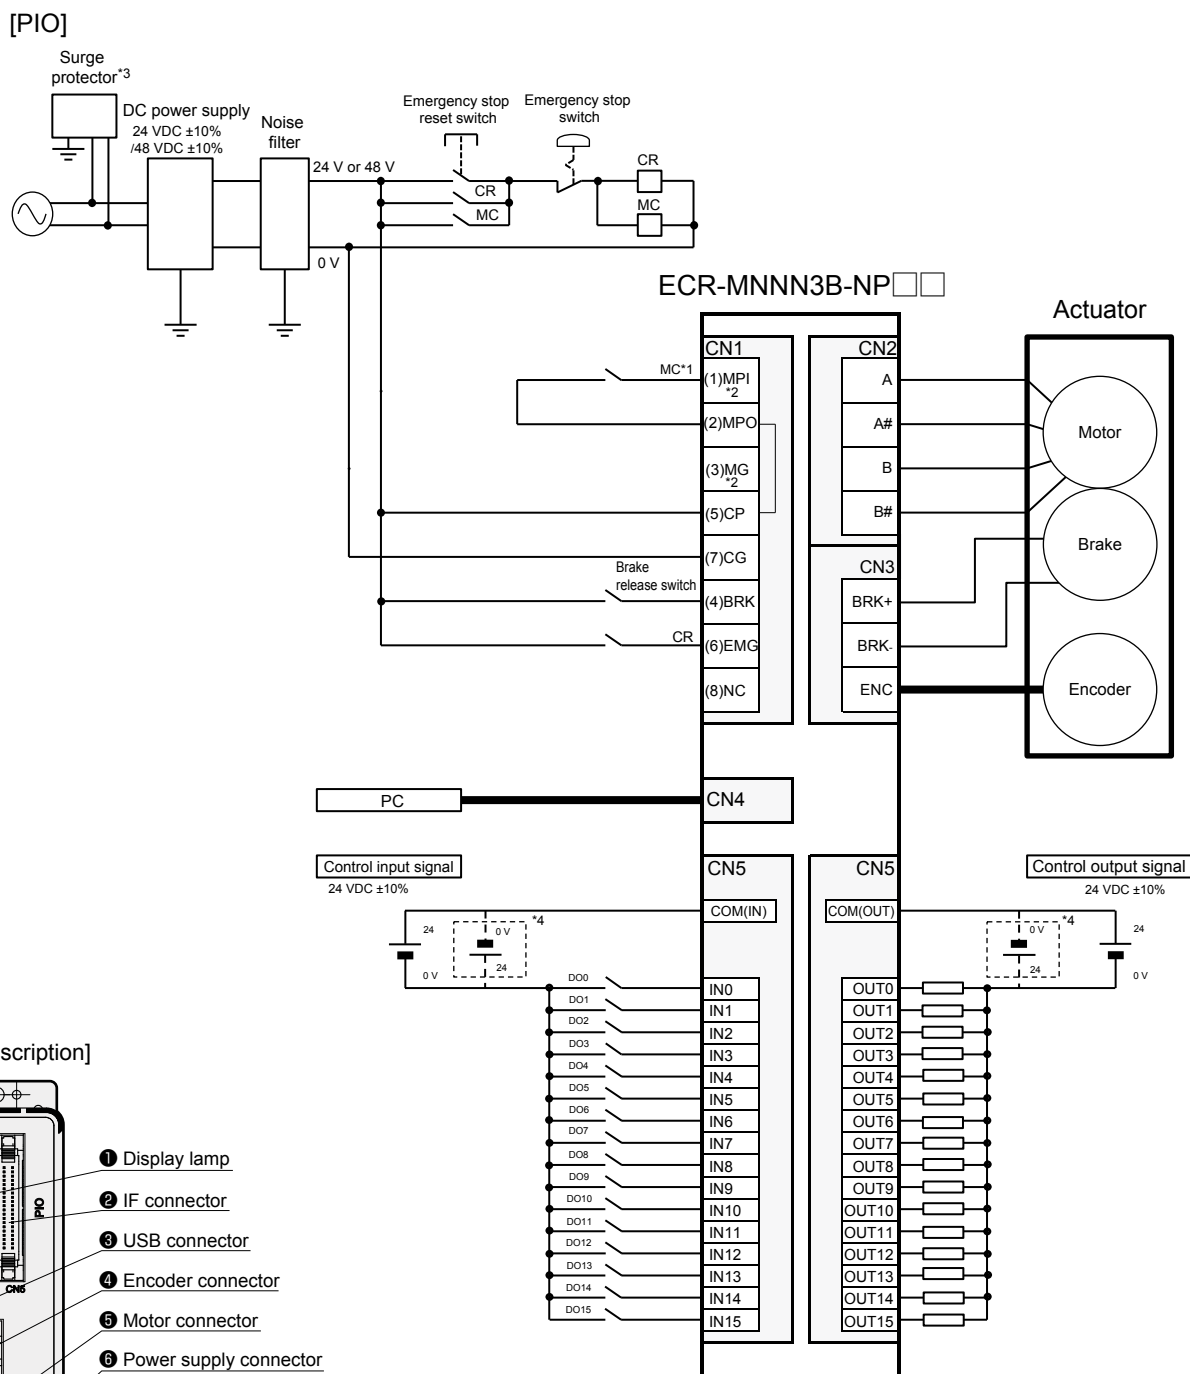 [PIO]
Surge
protector*3
DC power supply
24 VDC ±10%
/48 VDC ±10%
Noise
filter
24 V or 48 V
0 V
Emergency stop
reset switch
Emergency stop
switch
CR
MC
CR
MC
ECR-MNNN3B-NP□□
Actuator
CN1
MC*1
(1)MPI
*2
(2)MPO
(3)MG
*2
(5)CP
(7)CG
Brake
release switch
(4)BRK
CR
(6)EMG
(8)NC
CN2
A
A#
B
B#
CN3
BRK+
BRK-
ENC
Motor
Brake
Encoder
PC
CN4
Control input signal
24 VDC ±10%
CN5
COM(IN)
24
0 V
0 V
24
*4
CN5
COM(OUT)
Control output signal
24 VDC ±10%
0 V
24
*4
24
0 V
DO0
IN0
OUT0
DO1
IN1
OUT1
DO2
IN2
OUT2
DO3
IN3
OUT3
DO4
IN4
OUT4
DO5
IN5
OUT5
DO6
IN6
OUT6
DO7
IN7
OUT7
DO8
IN8
OUT8
DO9
IN9
OUT9
DO10
IN10
OUT10
DO11
IN11
OUT11
DO12
IN12
OUT12
DO13
IN13
OUT13
DO14
IN14
OUT14
DO15
IN15
OUT15
scription]
PIO
CN5
❶ Display lamp
❷ IF connector
❸ USB connector
❹ Encoder connector
❺ Motor connector
❻ Power supply connector